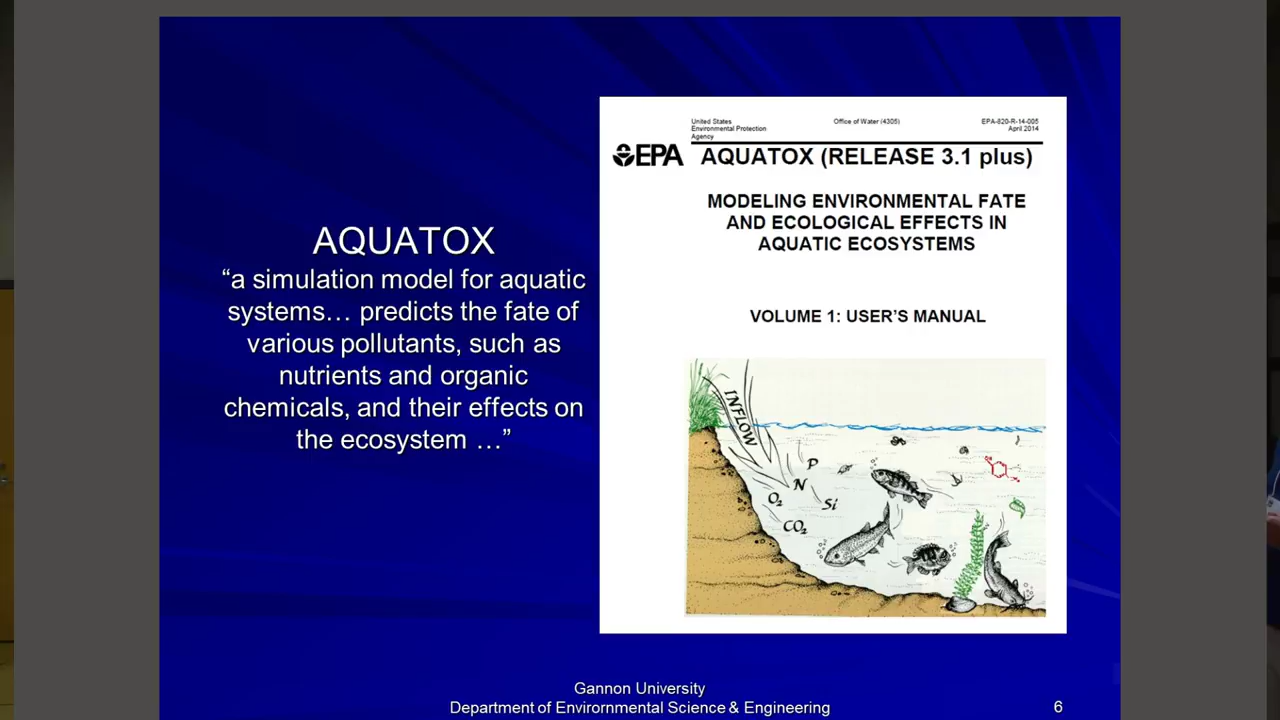 AQUATOX
“a simulation model for aquatic
systems… predicts the fate of
various pollutants, such as
nutrients and organic
chemicals, and their effects on
the ecosystem …”
United States
Environmental Protection
Agency
Office of Water (4305)
EPA-820-R-14-005
April 2014
EPA
AQUATOX (RELEASE 3.1 plus)
MODELING ENVIRONMENTAL FATE
AND ECOLOGICAL EFFECTS IN
AQUATIC ECOSYSTEMS
VOLUME 1: USER’S MANUAL
INFLOW
P
N
O₂
Si
CO₂
Gannon University
Department of Envirornmental Science & Engineering
6